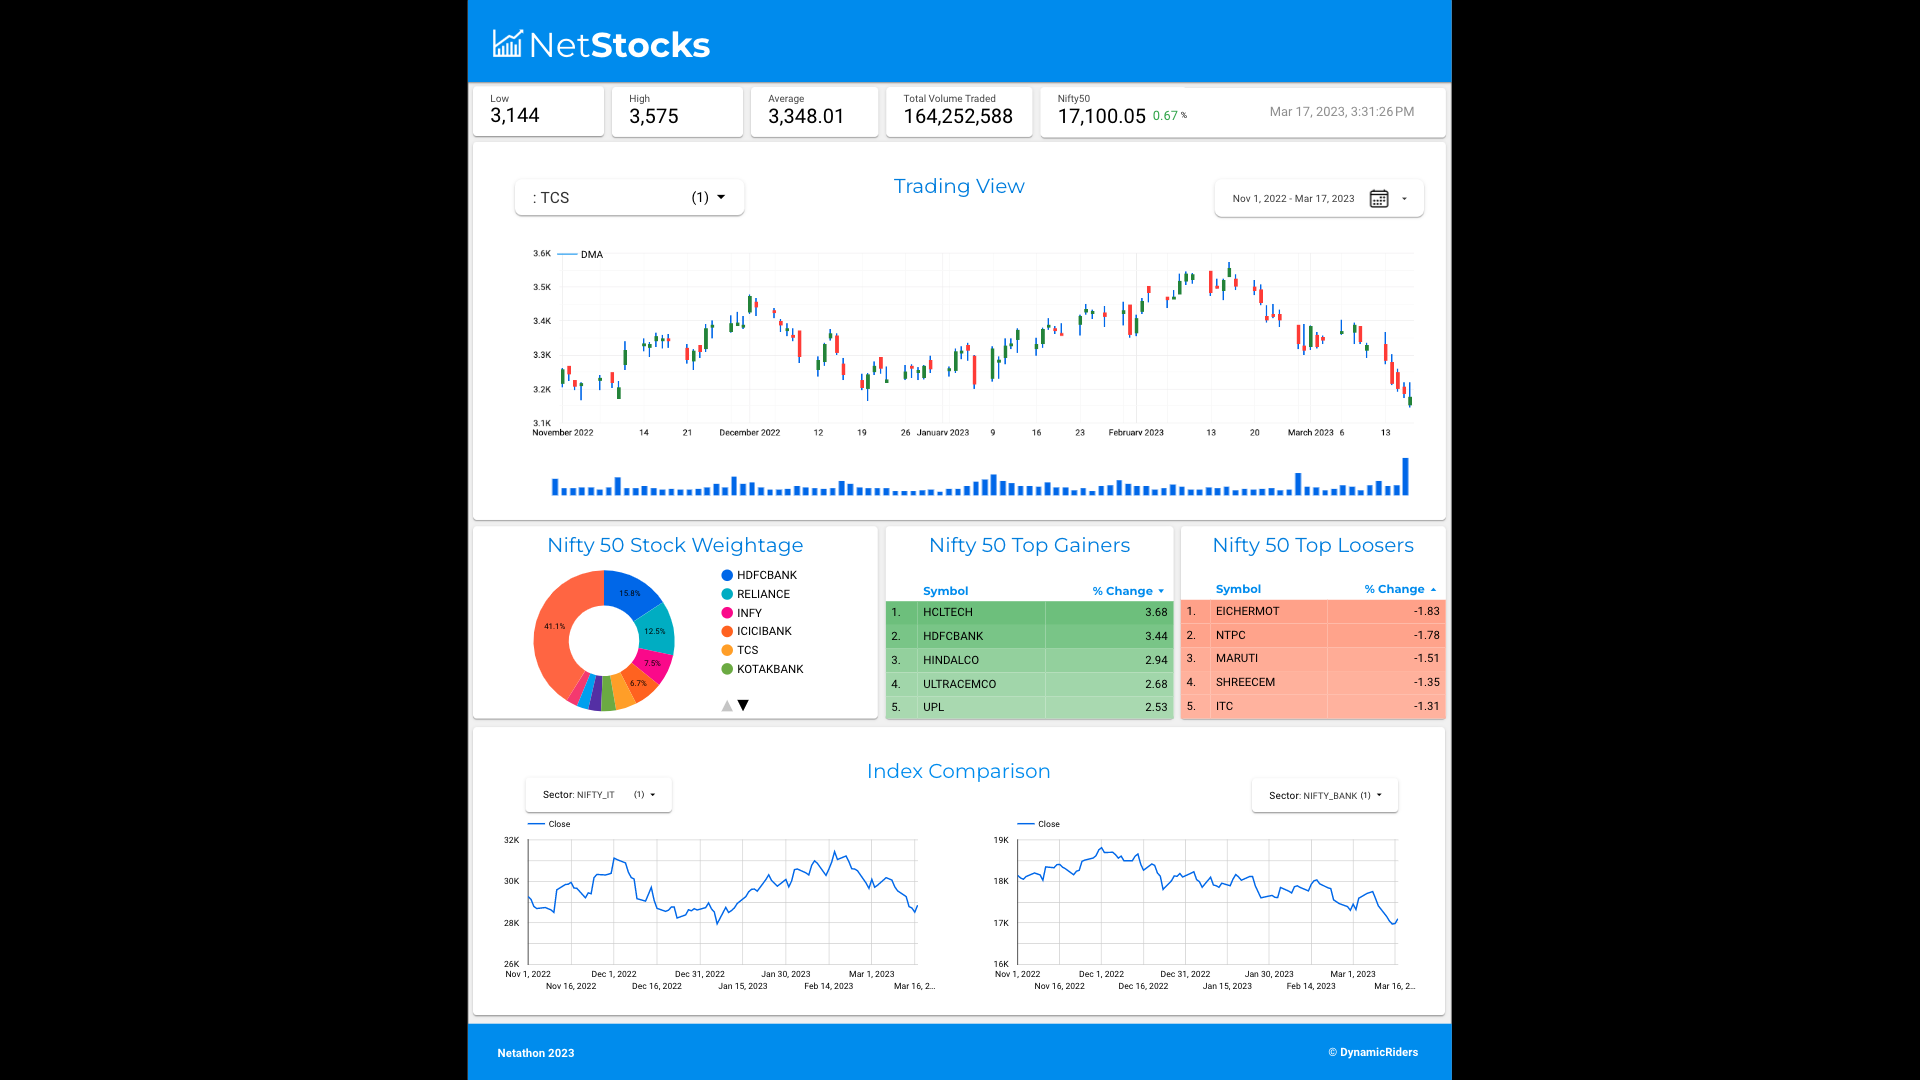 NetStocks
Low
3,144
High
3,575
Average
3,348.01
Total Volume Traded
164,252,588
Nifty50
17,100.05 0.67 %
Mar 17, 2023, 3:31:26 PM
: TCS (1)
Trading View
Nov 1, 2022 - Mar 17, 2023
DMA
3.6K
3.5K
3.4K
3.3K
3.2K
3.1K
November 2022 14 21 December 2022 12 19 26 January 2023 9 16 23 February 2023 13 20 March 2023 6 13
Nifty 50 Stock Weightage
15.8%
12.5%
7.5%
6.7%
41.1%
HDFCBANK
RELIANCE
INFY
ICICIBANK
TCS
KOTAKBANK
Nifty 50 Top Gainers
Symbol % Change
1. HCLTECH 3.68
2. HDFCBANK 3.44
3. HINDALCO 2.94
4. ULTRACEMCO 2.68
5. UPL 2.53
Nifty 50 Top Loosers
Symbol % Change
1. EICHERMOT -1.83
2. NTPC -1.78
3. MARUTI -1.51
4. SHREECEM -1.35
5. ITC -1.31
Index Comparison
Sector: NIFTY_IT (1)
Close
32K
30K
28K
26K
Nov 1, 2022 Dec 1, 2022 Dec 31, 2022 Jan 30, 2023 Mar 1, 2023
Nov 16, 2022 Dec 16, 2022 Jan 15, 2023 Feb 14, 2023 Mar 16, 2...
Sector: NIFTY_BANK (1)
Close
19K
18K
17K
16K
Nov 1, 2022 Dec 1, 2022 Dec 31, 2022 Jan 30, 2023 Mar 1, 2023
Nov 16, 2022 Dec 16, 2022 Jan 15, 2023 Feb 14, 2023 Mar 16, 2...
Netathon 2023
© DynamicRiders